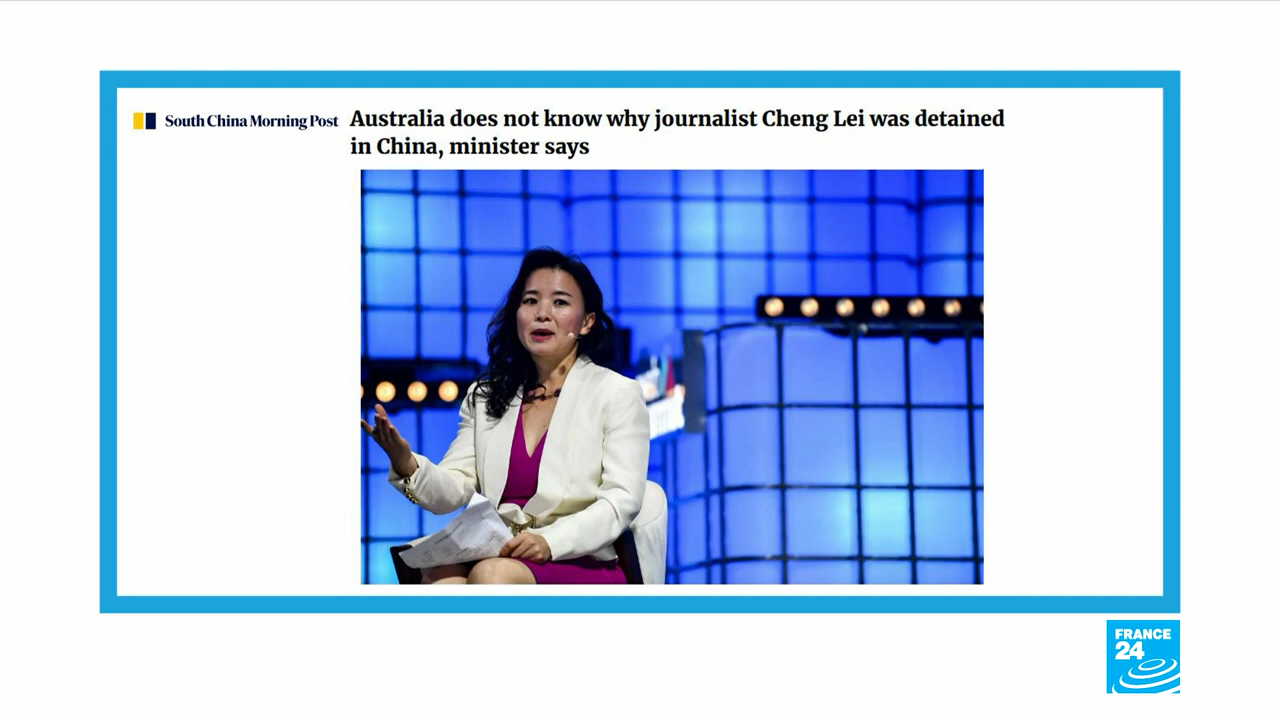 South China Morning Post
Australia does not know why journalist Cheng Lei was detained
in China, minister says
FRANCE
24